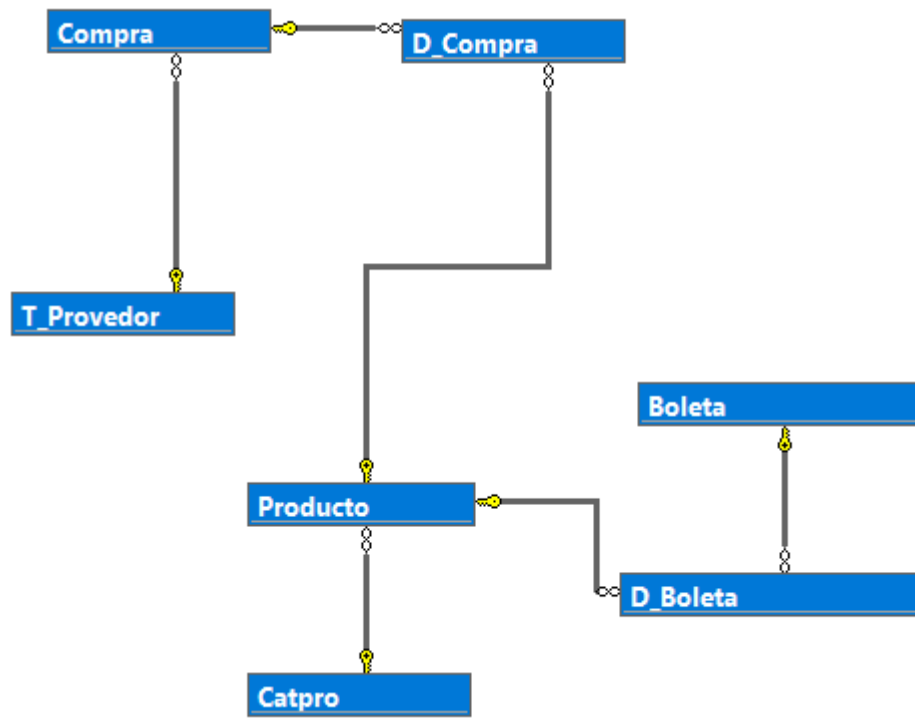 Compra
D_Compra
T_Provedor
Boleta
Producto
D_Boleta
Catpro